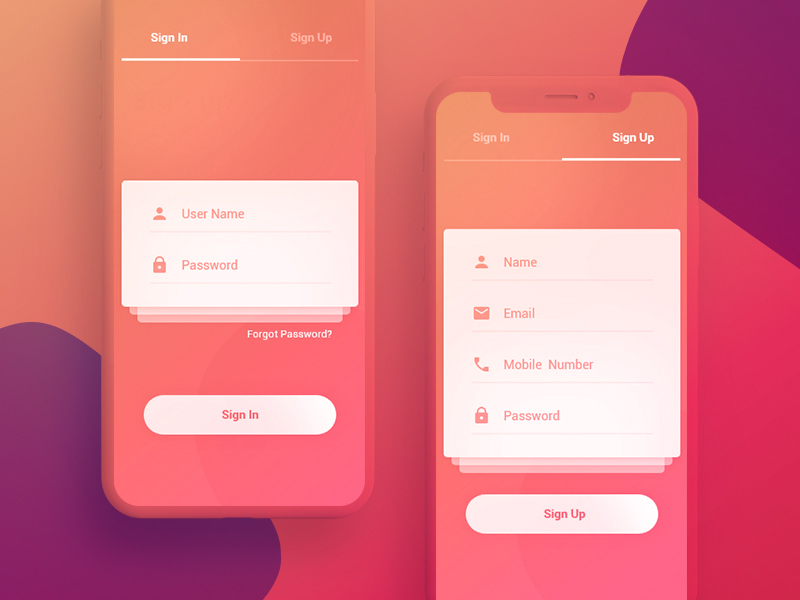 Sign In
Sign Up
User Name
Password
Forgot Password?
Sign In
Sign In
Sign Up
Name
Email
Mobile Number
Password
Sign Up